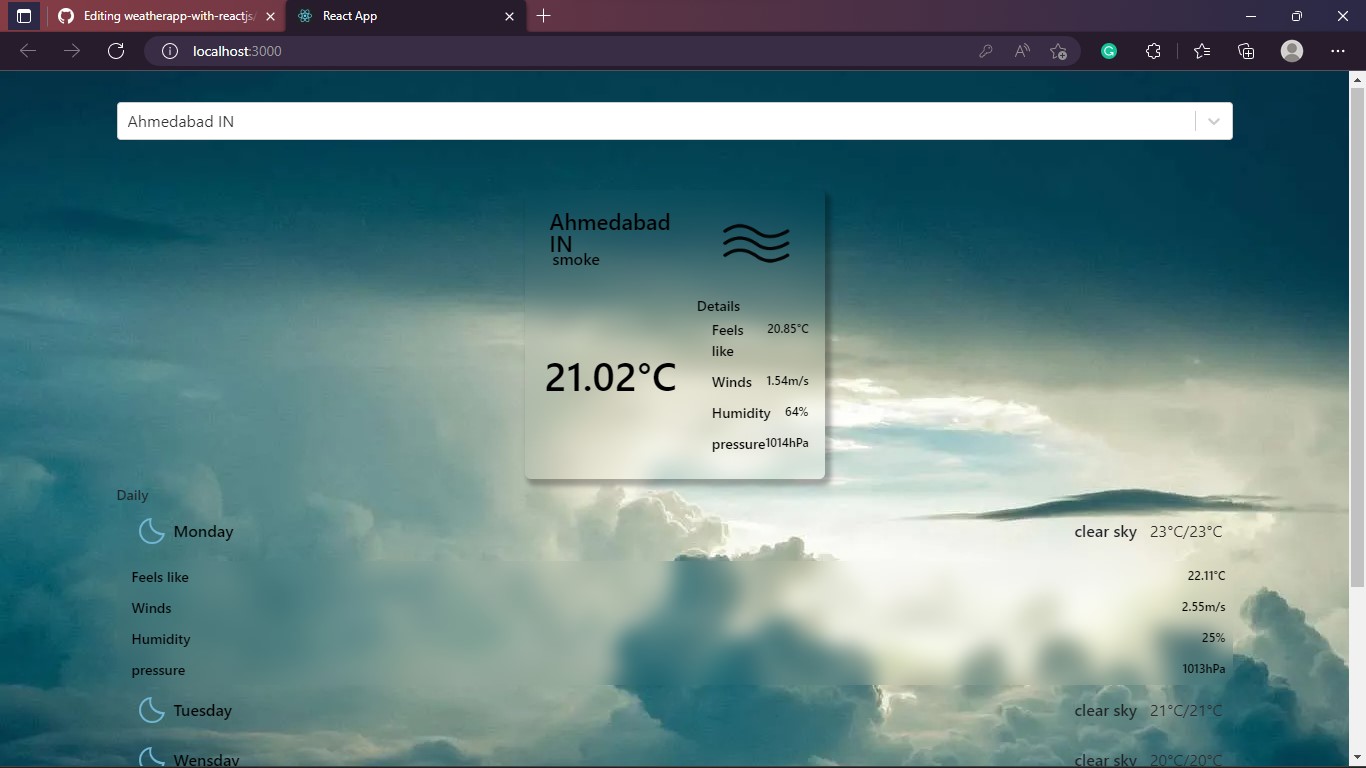 Editing weatherapp-with-reactjs/
React App
localhost:3000
Ahmedabad IN
Ahmedabad
IN
smoke
Details
Feels like 20.85°C
21.02°C
Winds 1.54m/s
Humidity 64%
pressure 1014hPa
Daily
Monday clear sky 23°C/23°C
Feels like 22.11°C
Winds 2.55m/s
Humidity 25%
pressure 1013hPa
Tuesday clear sky 21°C/21°C
Wensday clear sky 20°C/20°C